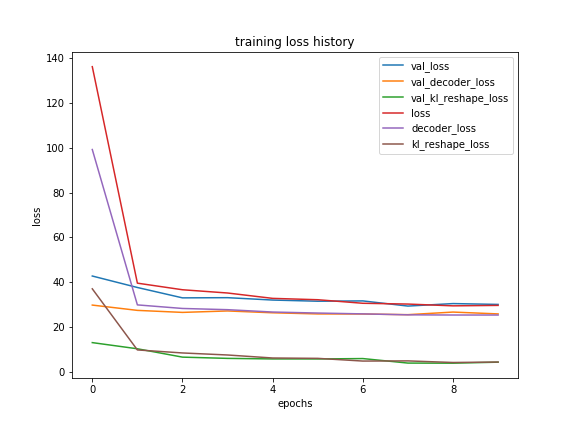 training loss history
140
120
100
80
60
40
20
0
loss
0
2
4
6
8
epochs
val_loss
val_decoder_loss
val_kl_reshape_loss
loss
decoder_loss
kl_reshape_loss